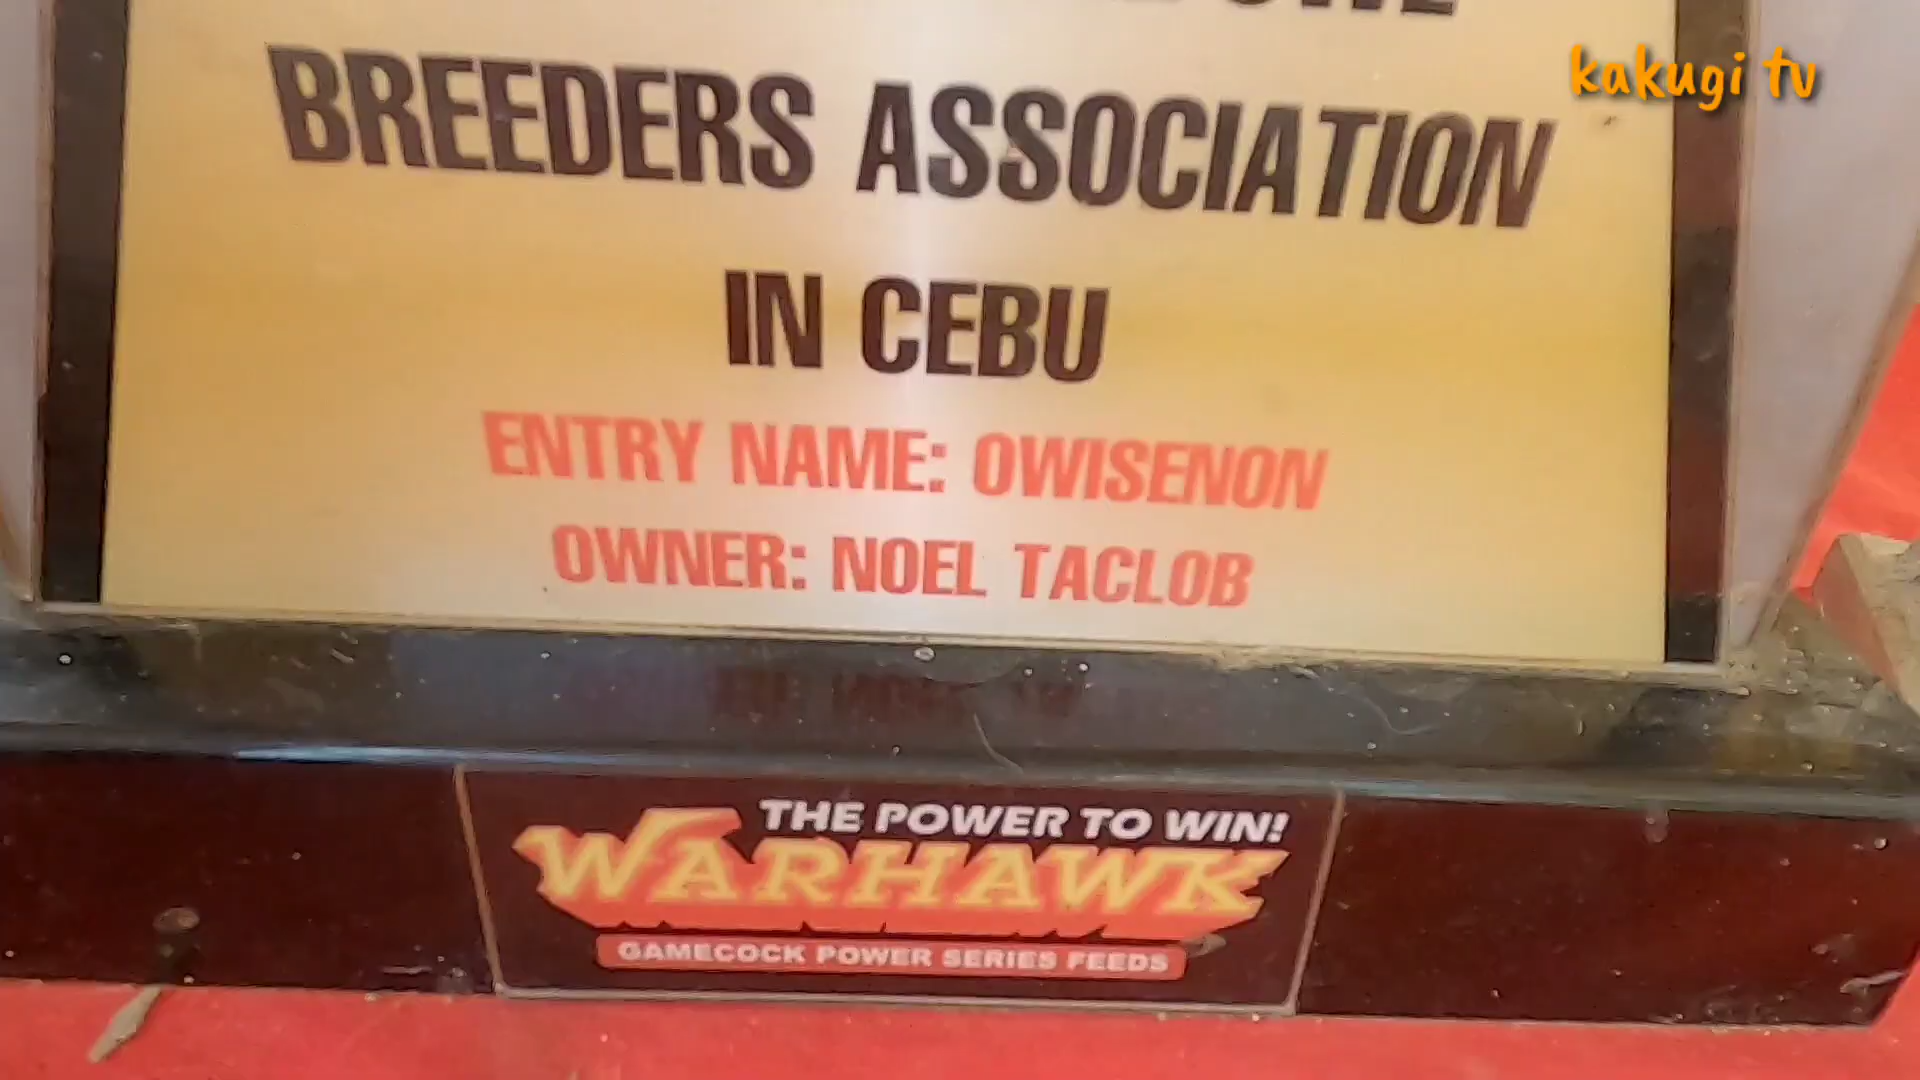 BREEDERS ASSOCIATION
IN CEBU
ENTRY NAME: OWISENON
OWNER: NOEL TACLOB
THE POWER TO WIN!
WARHAWK
GAMECOCK POWER SERIES FEEDS
kakugi tv